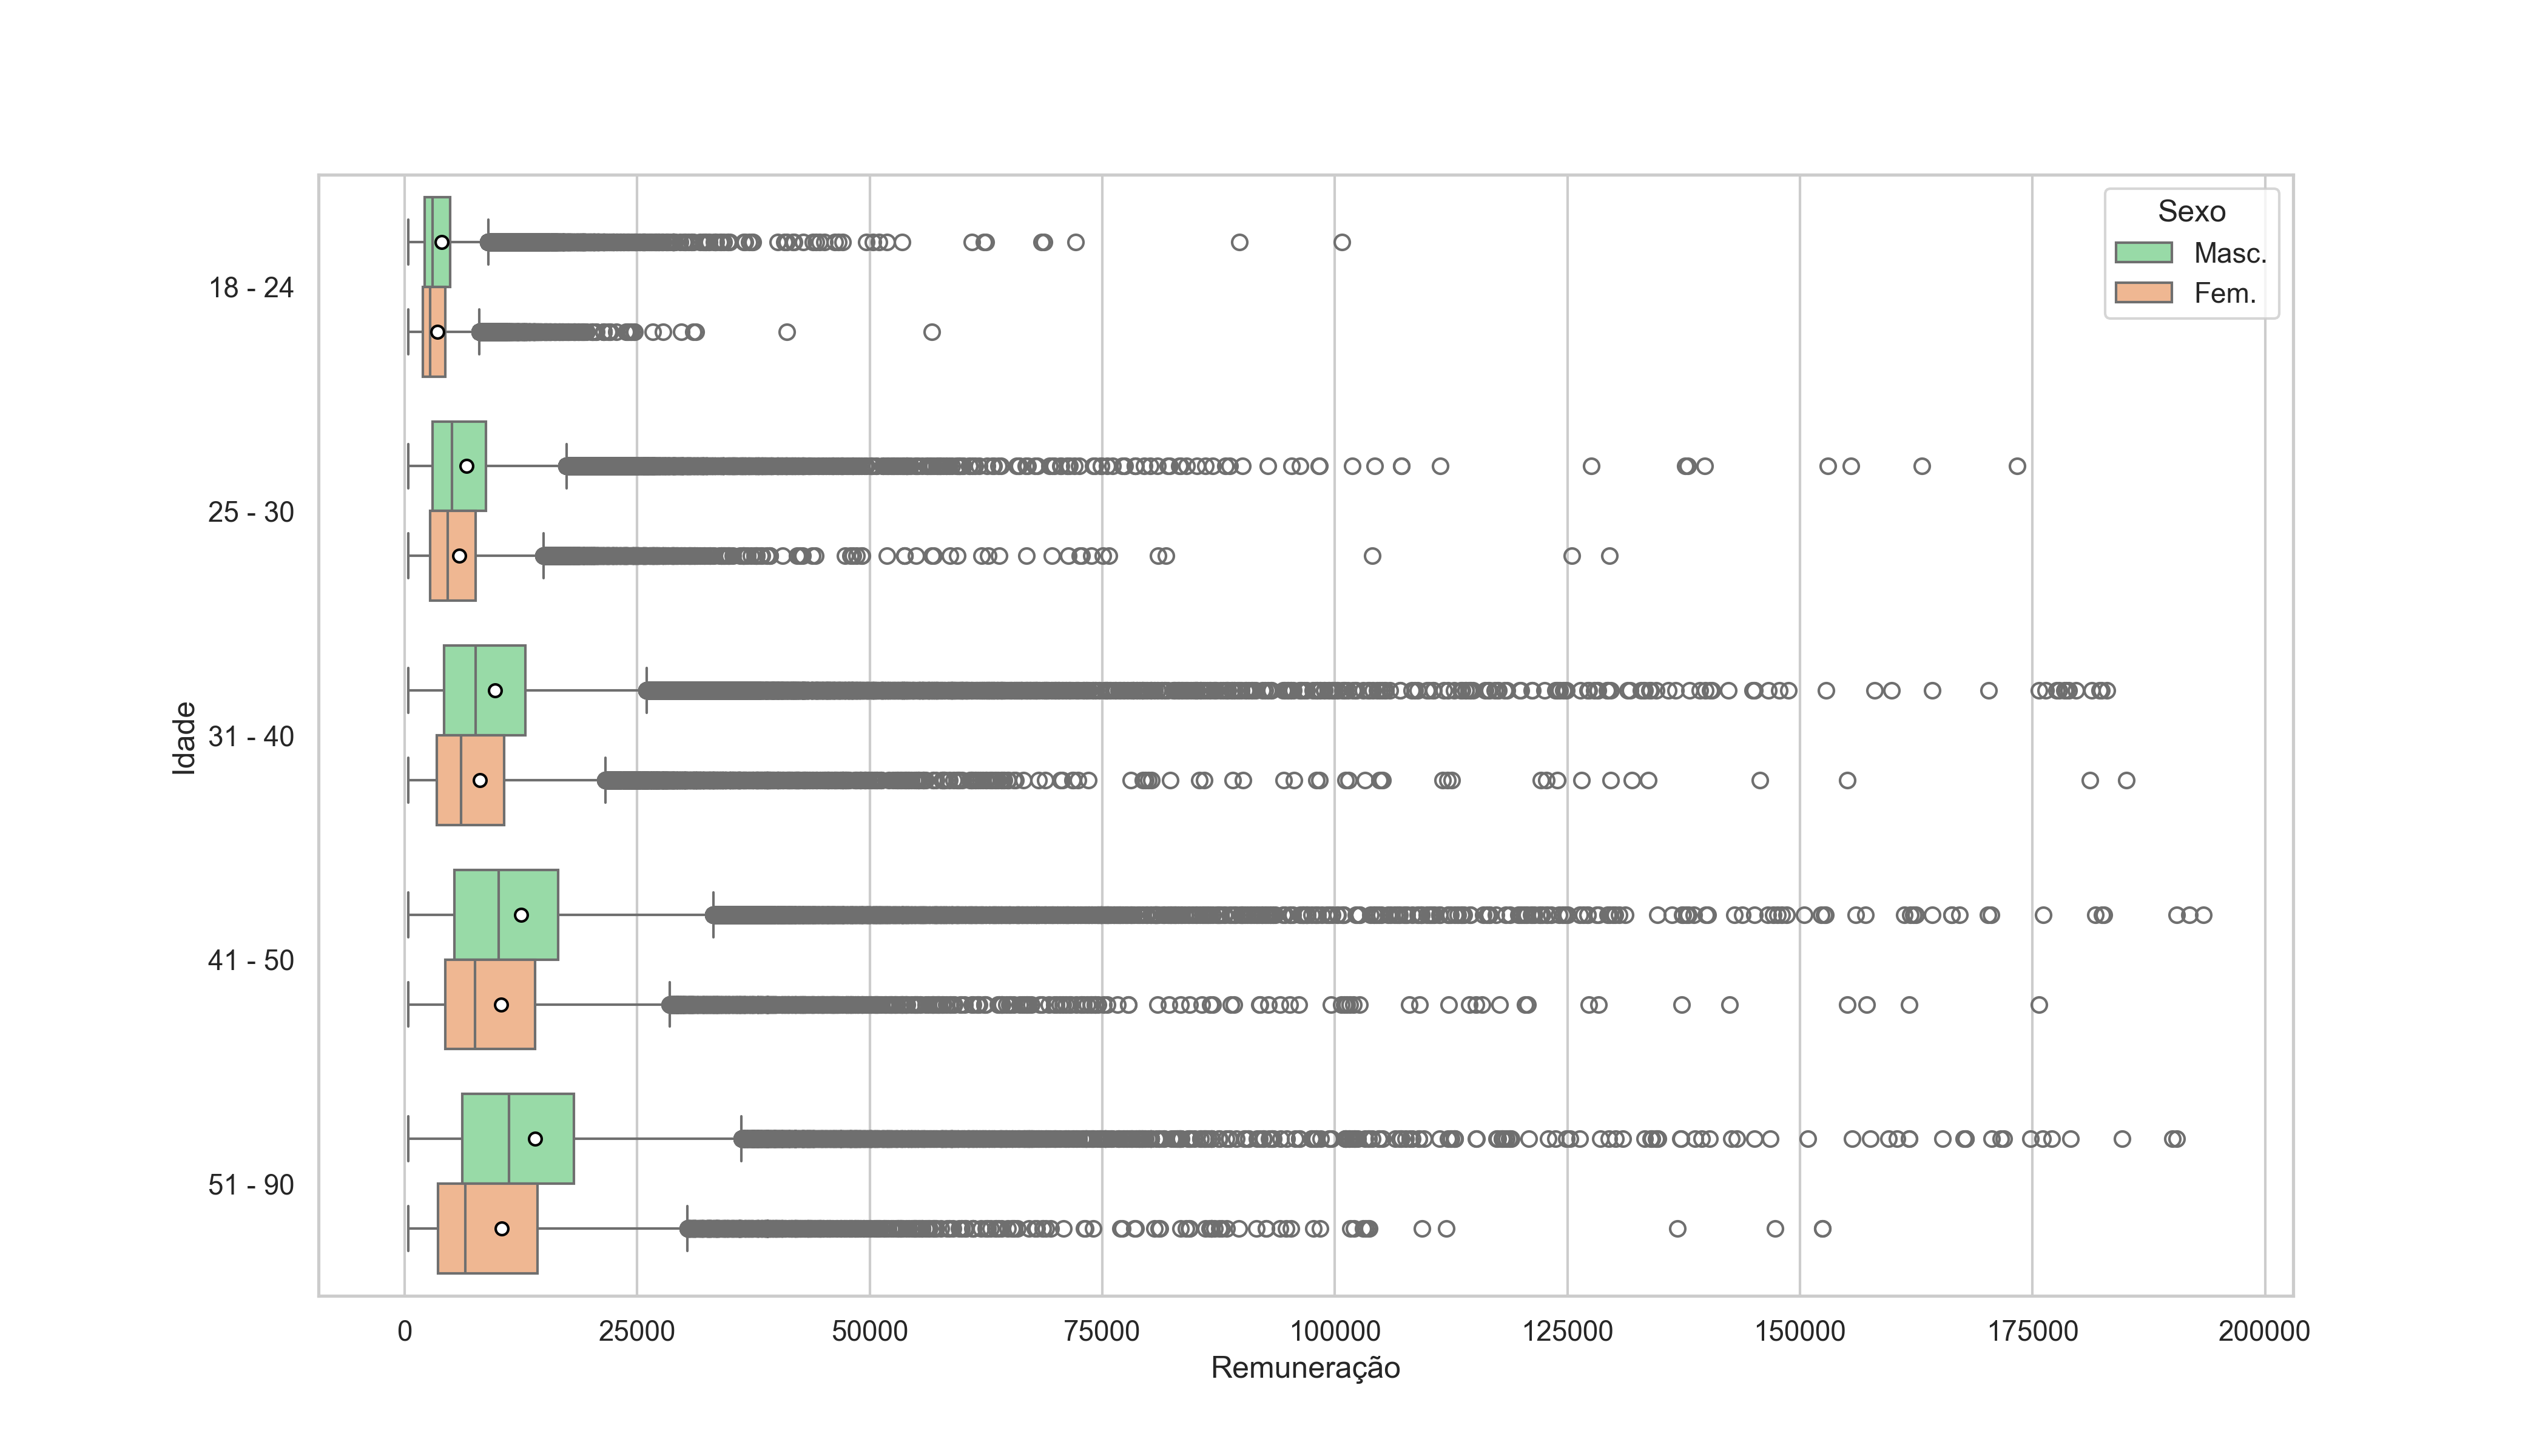 Sexo
Masc.
Fem.
Idade
18 - 24
25 - 30
31 - 40
41 - 50
51 - 90
0 25000 50000 75000 100000 125000 150000 175000 200000
Remuneração